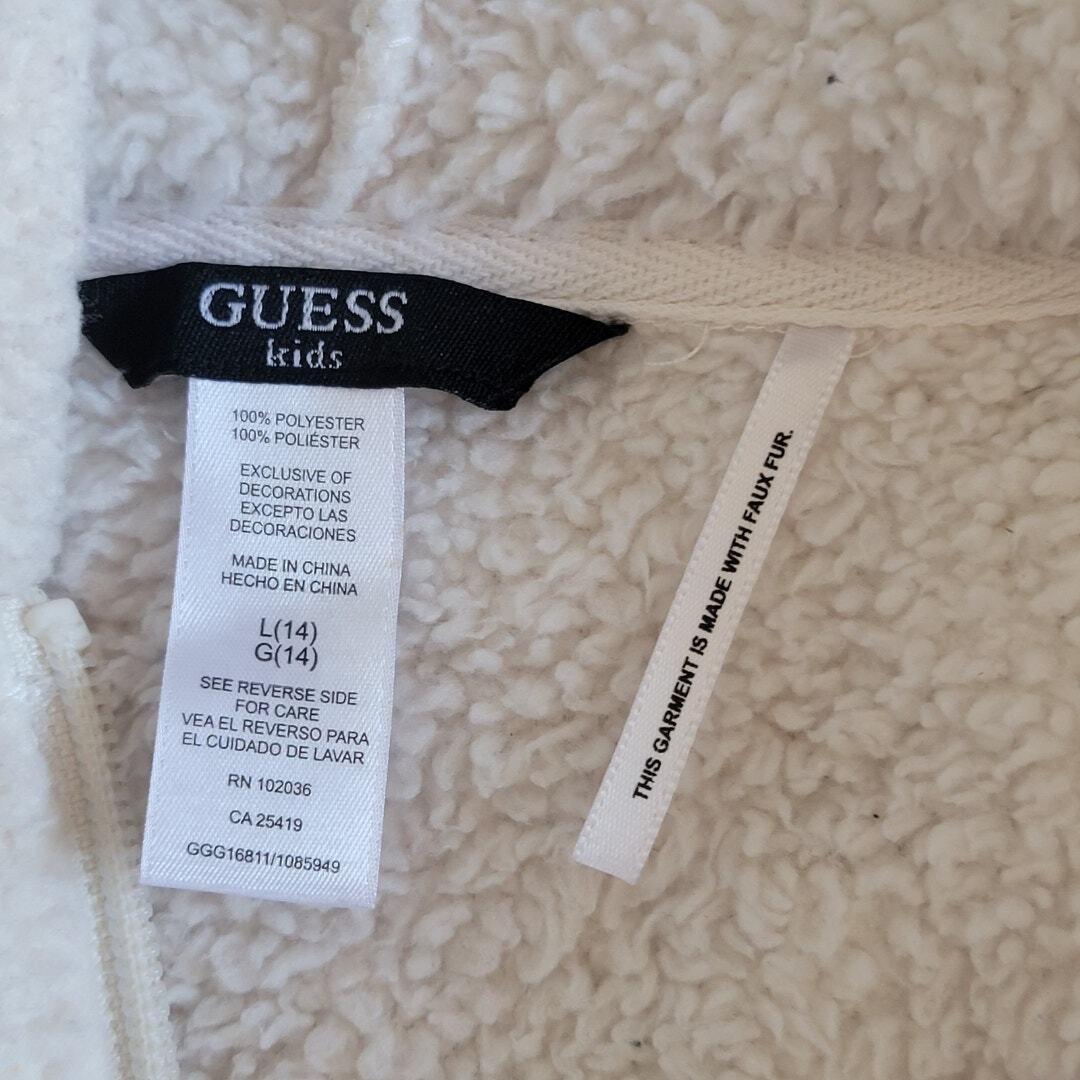 GUESS
kids
100% POLYESTER
100% POLIÉSTER
EXCLUSIVE OF
DECORATIONS
EXCEPTO LAS
DECORACIONES
MADE IN CHINA
HECHO EN CHINA
L(14)
G(14)
SEE REVERSE SIDE
FOR CARE
VEA EL REVERSO PARA
EL CUIDADO DE LAVAR
RN 102036
CA 25419
GGG16811/1085949
THIS GARMENT IS MADE WITH FAUX FUR.